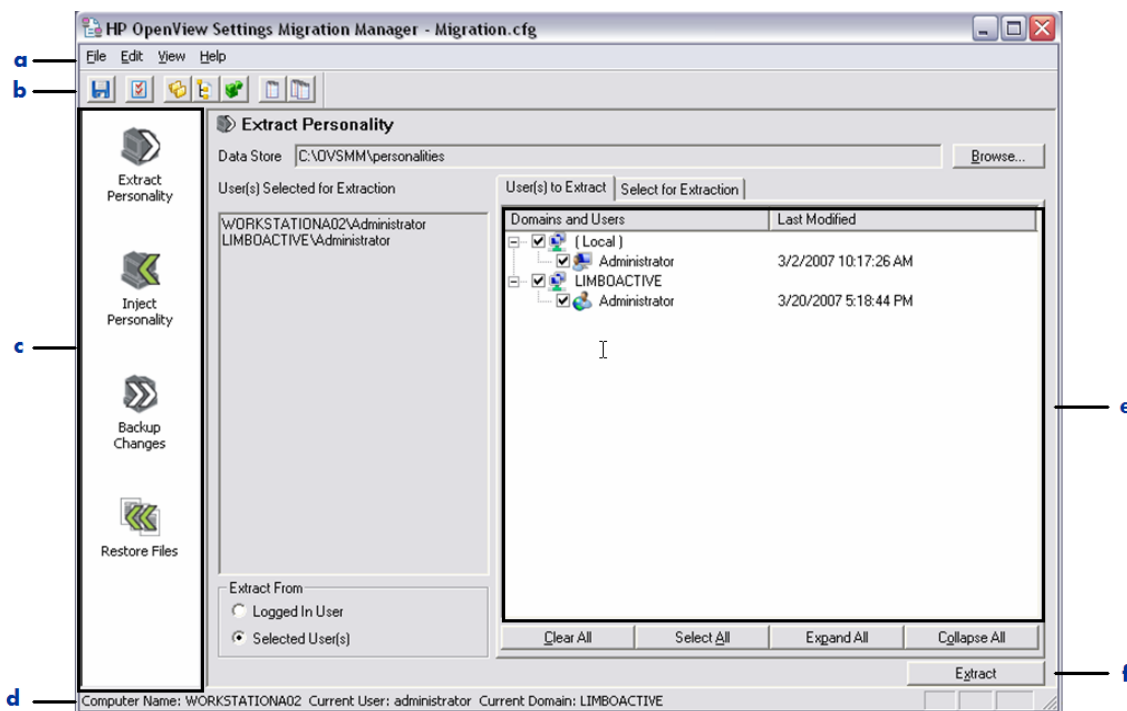 HP OpenView Settings Migration Manager - Migration.cfg
a
File Edit View Help
b
Extract Personality
Data Store C:\OVSMM\personalities Browse...
Extract
Personality
User(s) Selected for Extraction
User(s) to Extract Select for Extraction
WORKSTATIONA02\Administrator
LIMBOACTIVE\Administrator
Domains and Users Last Modified
( Local )
Administrator 3/2/2007 10:17:26 AM
LIMBOACTIVE
Administrator 3/20/2007 5:18:44 PM
Inject
Personality
c
e
Backup
Changes
Restore Files
Extract From
Logged In User
Selected User(s)
Clear All Select All Expand All Collapse All
Extract
f
d
Computer Name: WORKSTATIONA02 Current User: administrator Current Domain: LIMBOACTIVE